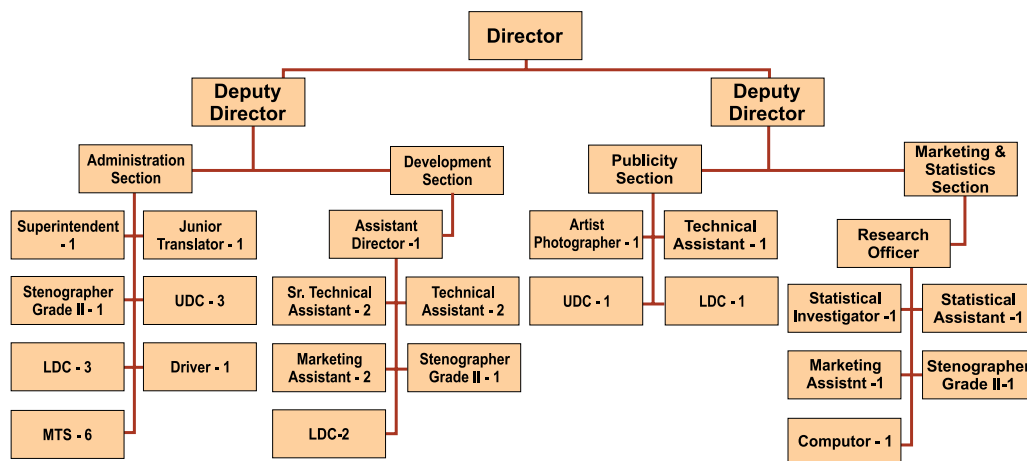 Director
Deputy
Director
Deputy
Director
Administration
Section
Development
Section
Publicity
Section
Marketing &
Statistics
Section
Superintendent
- 1
Junior
Translator - 1
Stenographer
Grade II - 1
UDC - 3
LDC - 3
Driver - 1
MTS - 6
Assistant
Director -1
Sr. Technical
Assistant - 2
Technical
Assistant - 2
Marketing
Assistant - 2
Stenographer
Grade II - 1
LDC-2
Artist
Photographer - 1
Technical
Assistant - 1
UDC - 1
LDC - 1
Research
Officer
Statistical
Investigator -1
Statistical
Assistant -1
Marketing
Assistnt -1
Stenographer
Grade II-1
Computor - 1